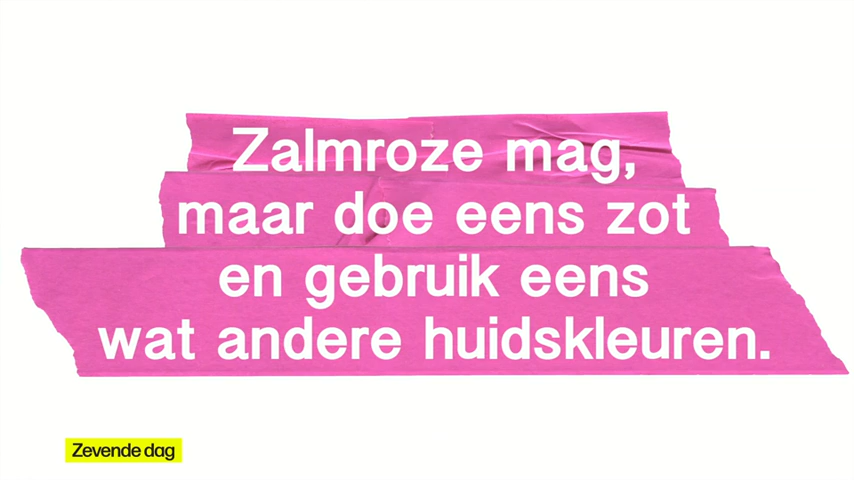 Zalmroze mag,
maar doe eens zot
en gebruik eens
wat andere huidskleuren.
Zevende dag